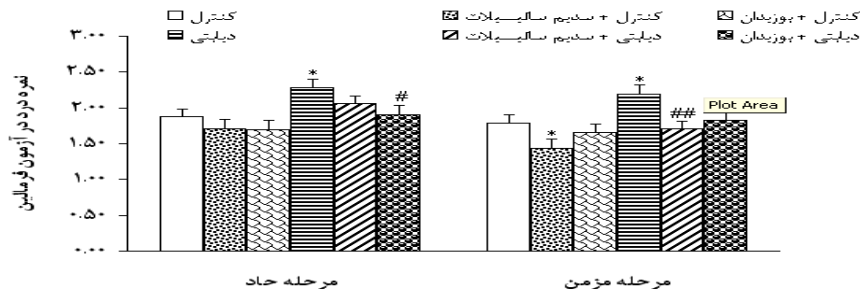 کنترل
کنترل + سدیم سالیسیلات
کنترل + بوزیدان
دیابتی
دیابتی + سدیم سالیسیلات
دیابتی + بوزیدان
نمره درد در آزمون فرمالین
۳.۰۰
۲.۵۰
۲.۰۰
۱.۵۰
۱.۰۰
۰.۵۰
۰.۰۰
*
#
*
*
##
Plot Area
مرحله حاد
مرحله مزمن